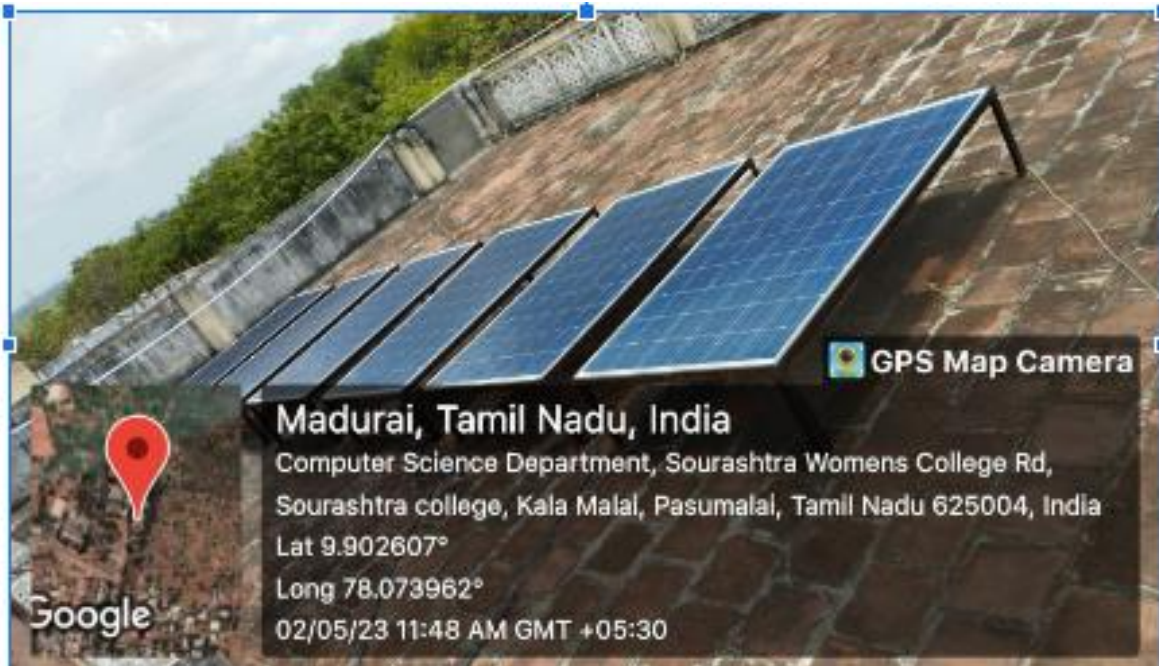 GPS Map Camera
Madurai, Tamil Nadu, India
Computer Science Department, Sourashtra Womens College Rd,
Sourashtra college, Kala Malai, Pasumalai, Tamil Nadu 625004, India
Lat 9.902607°
Long 78.073962°
02/05/23 11:48 AM GMT +05:30
Google